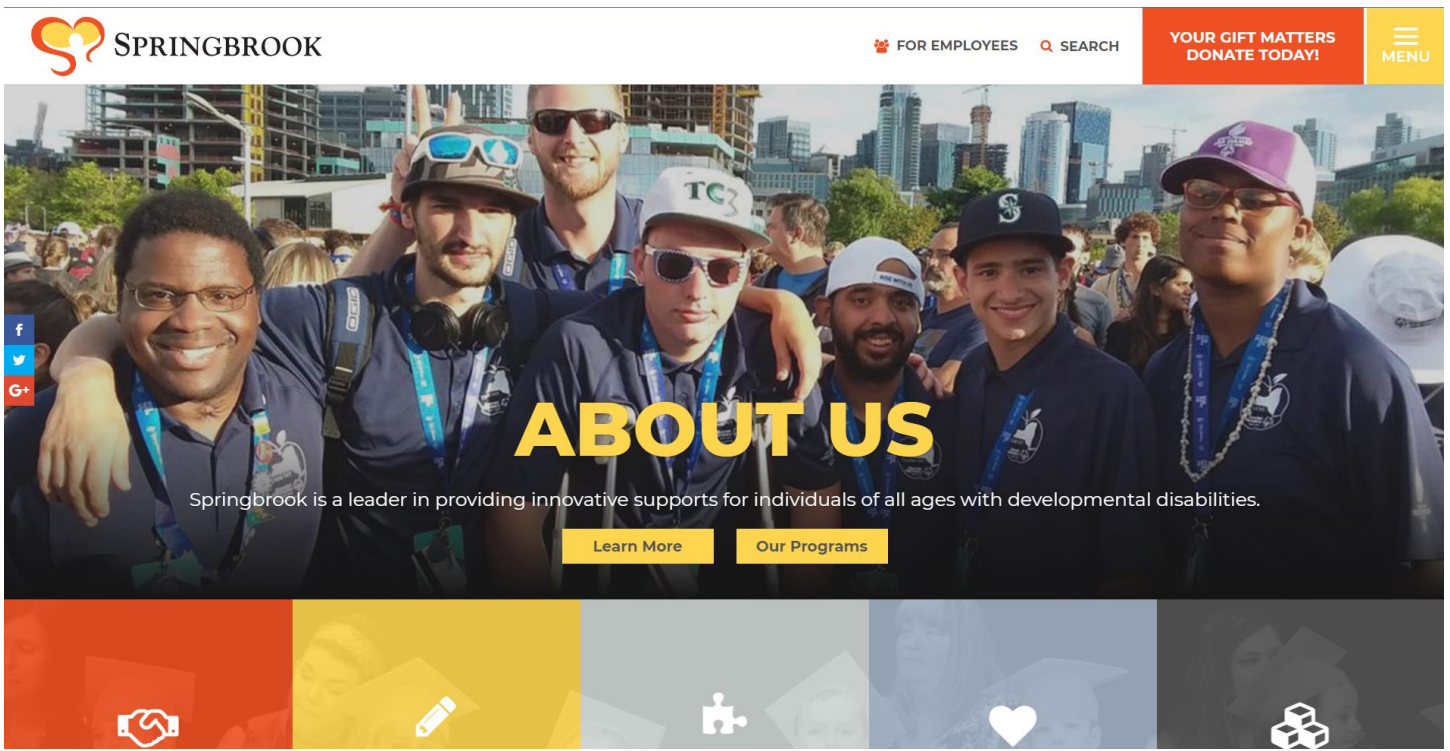 SPRINGBROOK
FOR EMPLOYEES
SEARCH
YOUR GIFT MATTERS
DONATE TODAY!
MENU
TC3
S
f
G+
ABOUT US
Springbrook is a leader in providing innovative supports for individuals of all ages with developmental disabilities.
Learn More
Our Programs